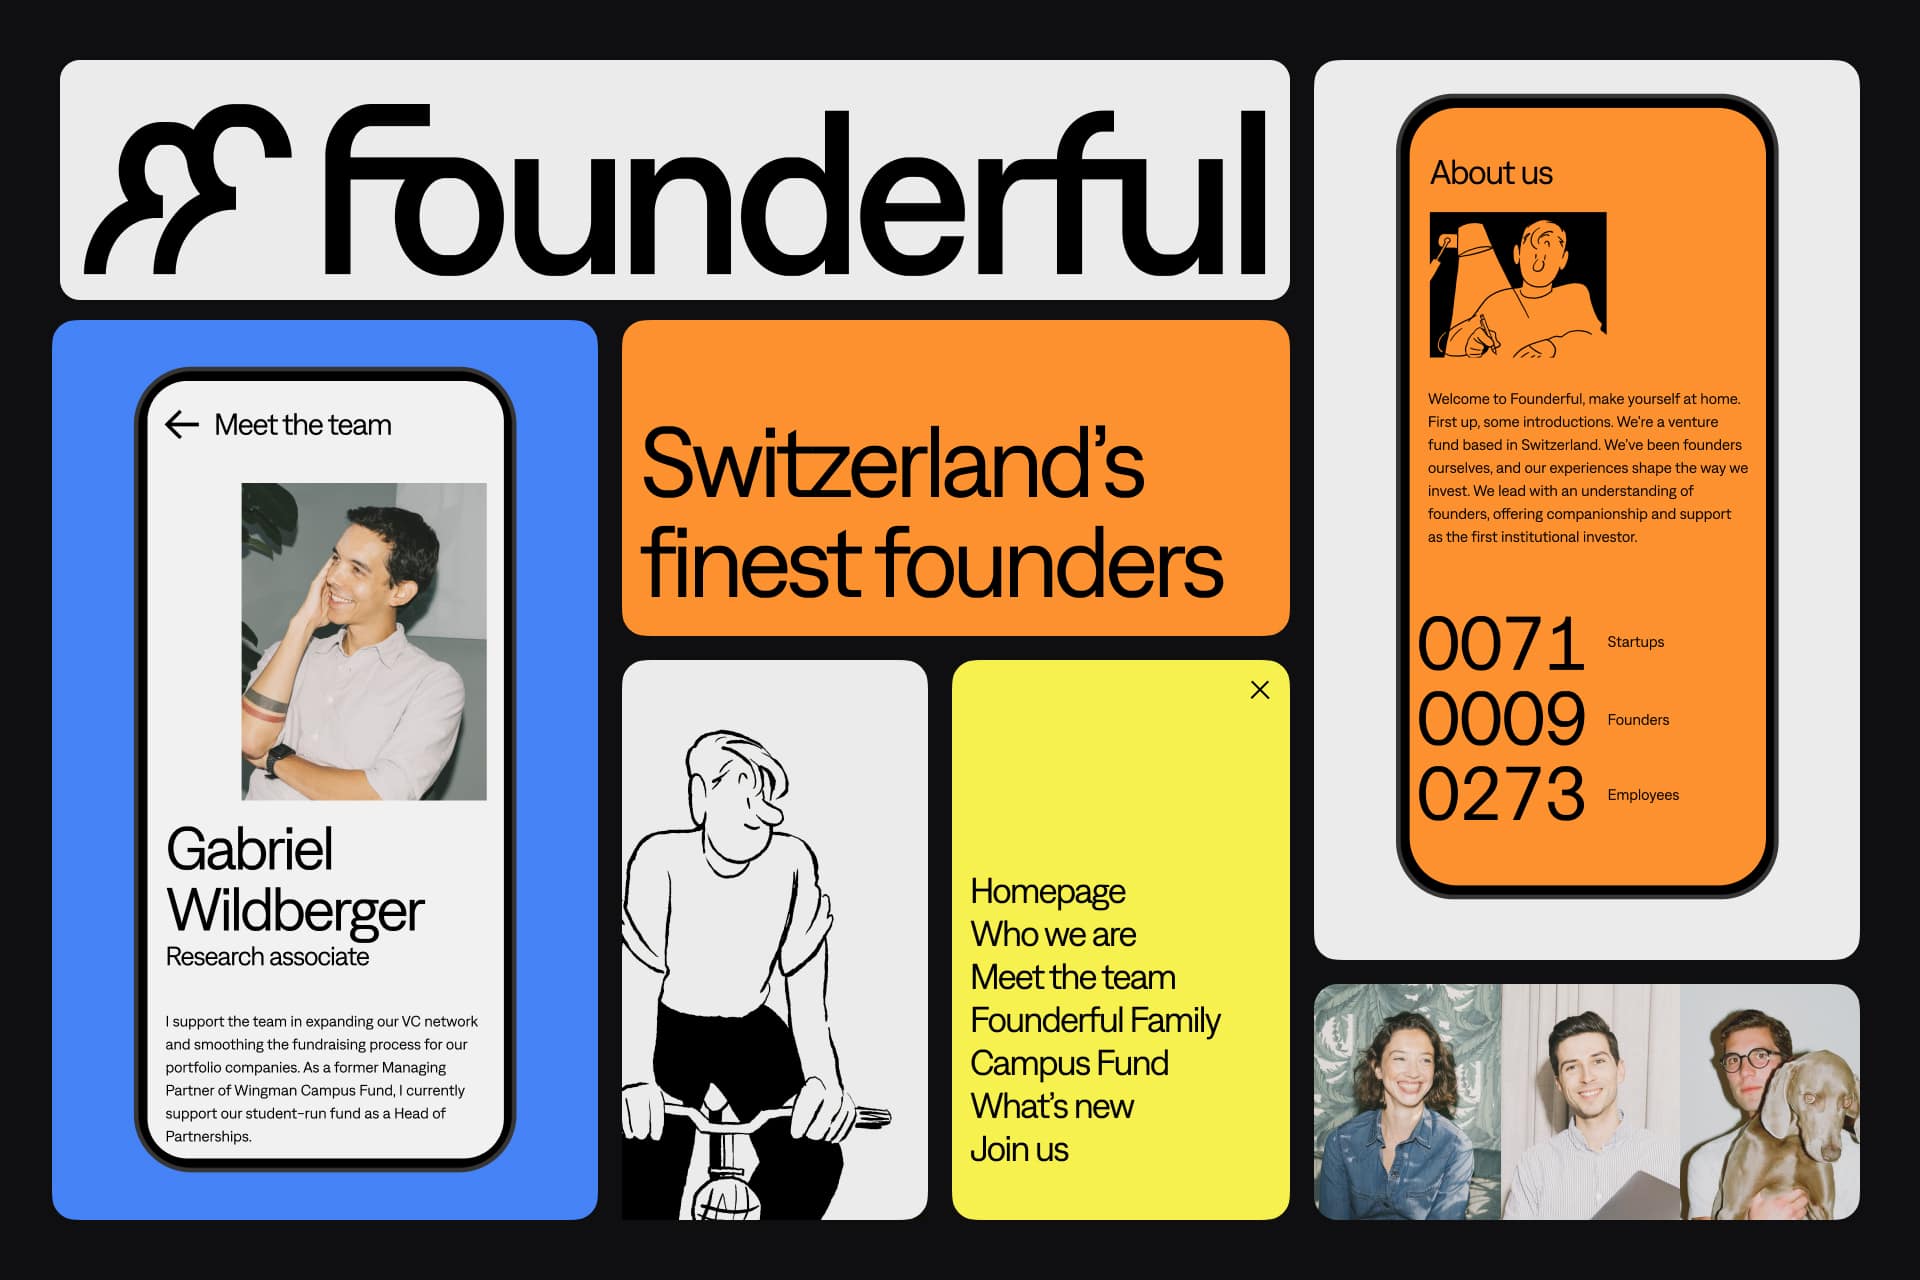 founderful
Meet the team
Gabriel
Wildberger
Research associate
I support the team in expanding our VC network
and smoothing the fundraising process for our
portfolio companies. As a former Managing
Partner of Wingman Campus Fund, I currently
support our student-run fund as a Head of
Partnerships.
Switzerland’s
finest founders
Homepage
Who we are
Meet the team
Founderful Family
Campus Fund
What’s new
Join us
About us
Welcome to Founderful, make yourself at home.
First up, some introductions. We’re a venture
fund based in Switzerland. We’ve been founders
ourselves, and our experiences shape the way we
invest. We lead with an understanding of
founders, offering companionship and support
as the first institutional investor.
0071 Startups
0009 Founders
0273 Employees